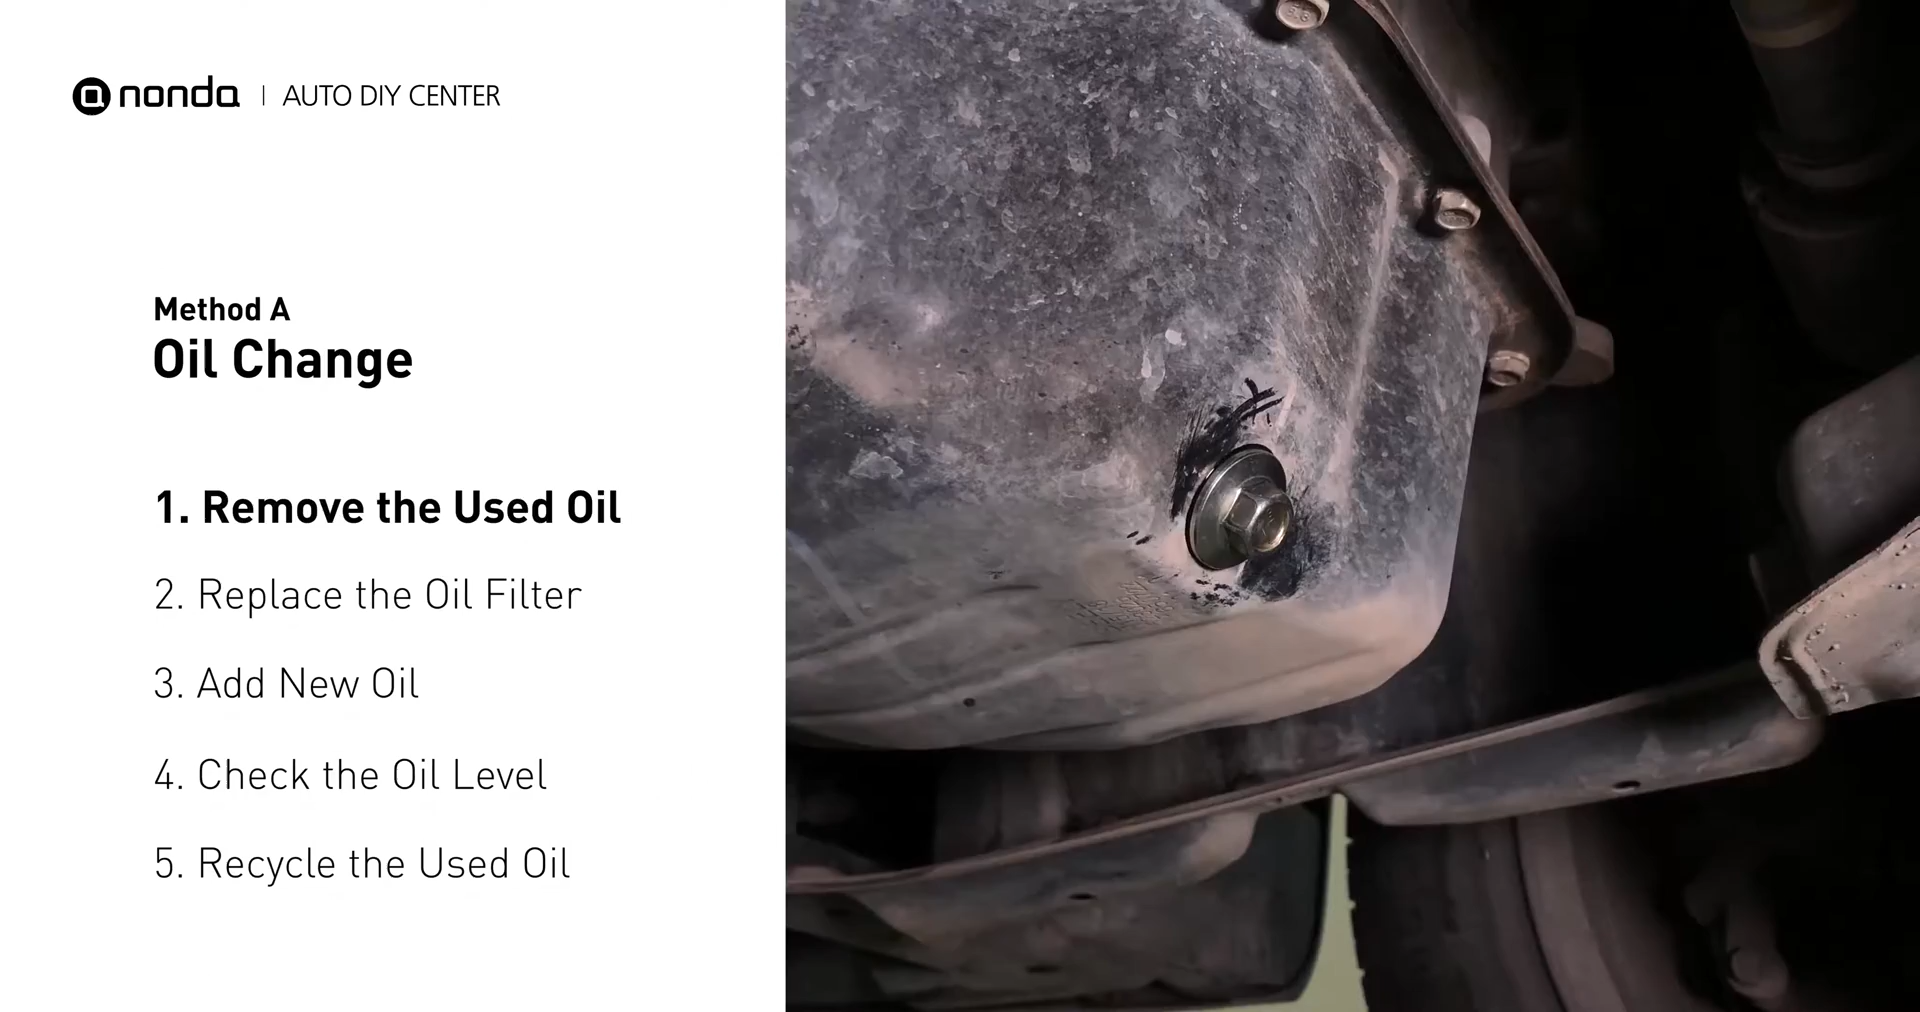 nonda | AUTO DIY CENTER
Method A
Oil Change
1. Remove the Used Oil
2. Replace the Oil Filter
3. Add New Oil
4. Check the Oil Level
5. Recycle the Used Oil